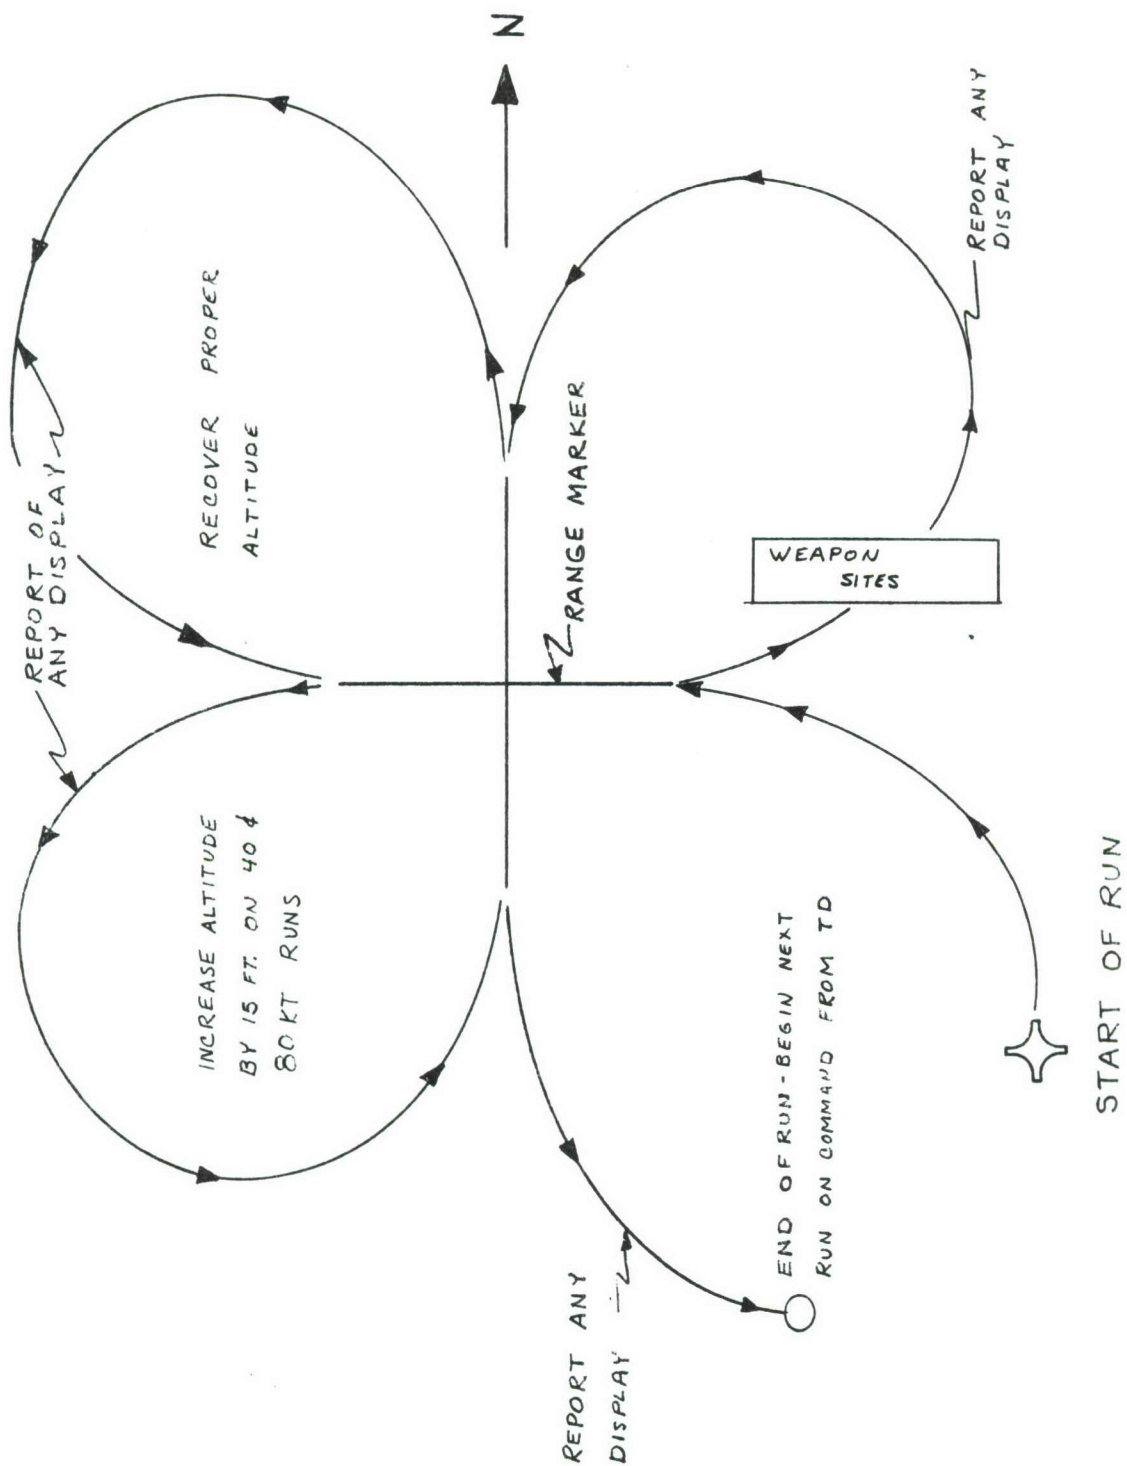 N
REPORT OF
ANY DISPLAY
RECOVER PROPER
ALTITUDE
REPORT ANY
DISPLAY
RANGE MARKER
WEAPON
SITES
INCREASE ALTITUDE
BY 15 FT. ON 40 &
80 KT RUNS
END OF RUN - BEGIN NEXT
RUN ON COMMAND FROM TD
START OF RUN
REPORT ANY
DISPLAY